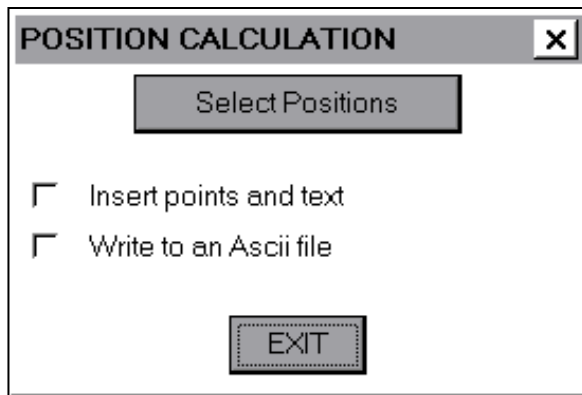 POSITION CALCULATION
Select Positions
Insert points and text
Write to an Ascii file
EXIT